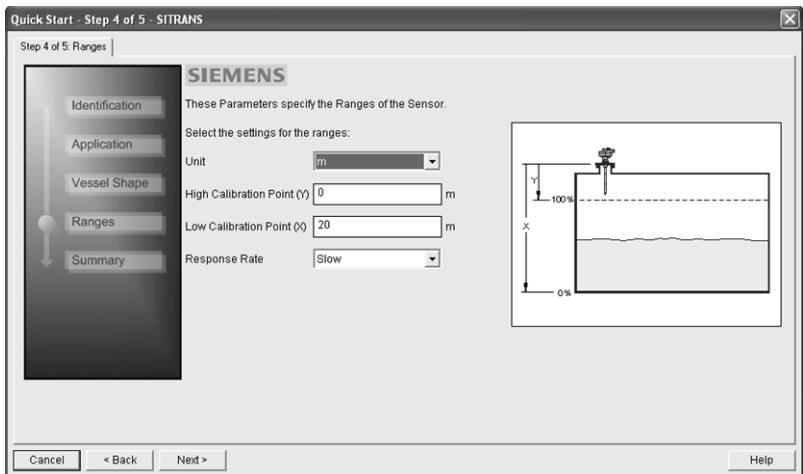 Quick Start - Step 4 of 5 - SITRANS
Step 4 of 5: Ranges
SIEMENS
Identification
Application
Vessel Shape
Ranges
Summary
These Parameters specify the Ranges of the Sensor.
Select the settings for the ranges:
Unit m
High Calibration Point (Y) 0 m
Low Calibration Point (X) 20 m
Response Rate Slow
Y
100%
X
0%
Cancel < Back Next > Help